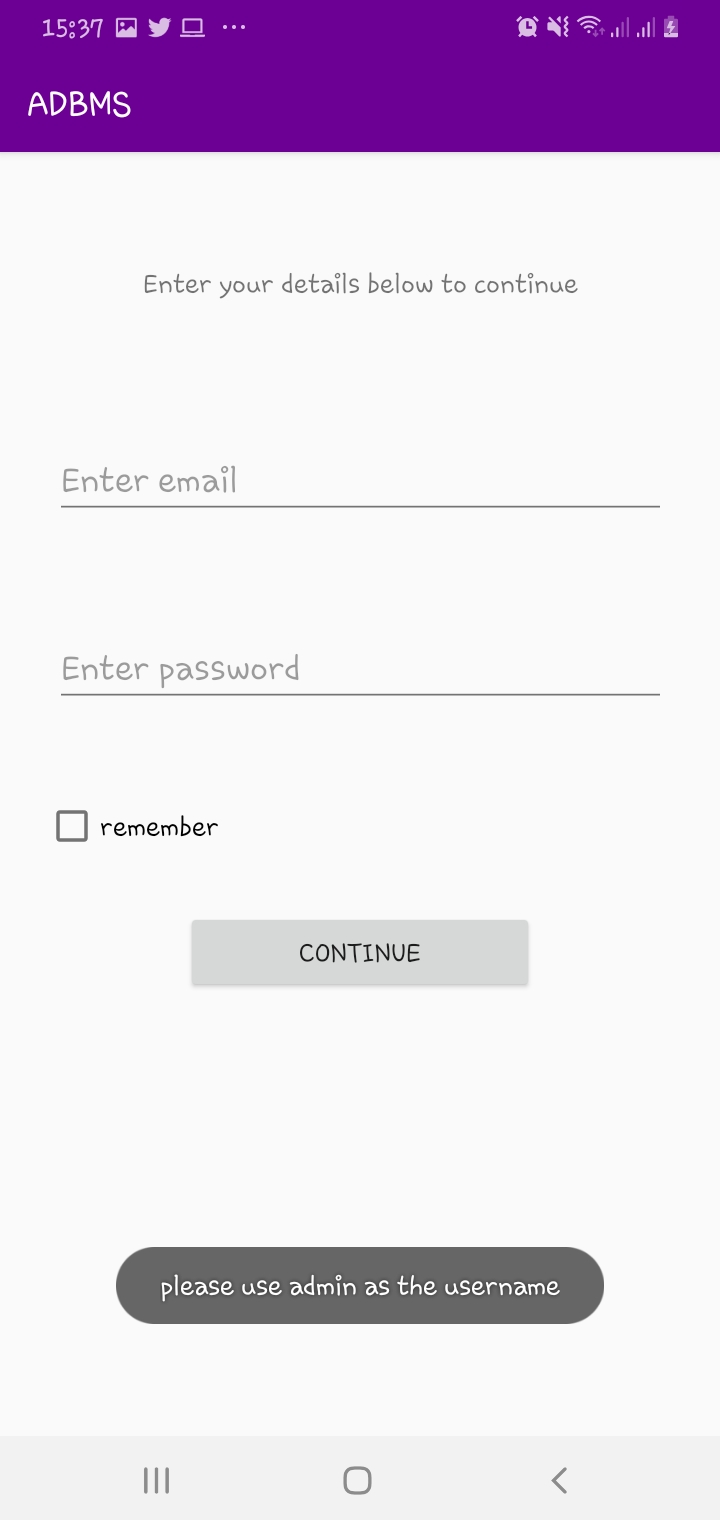 15:37
ADBMS
Enter your details below to continue
Enter email
Enter password
remember
CONTINUE
please use admin as the username